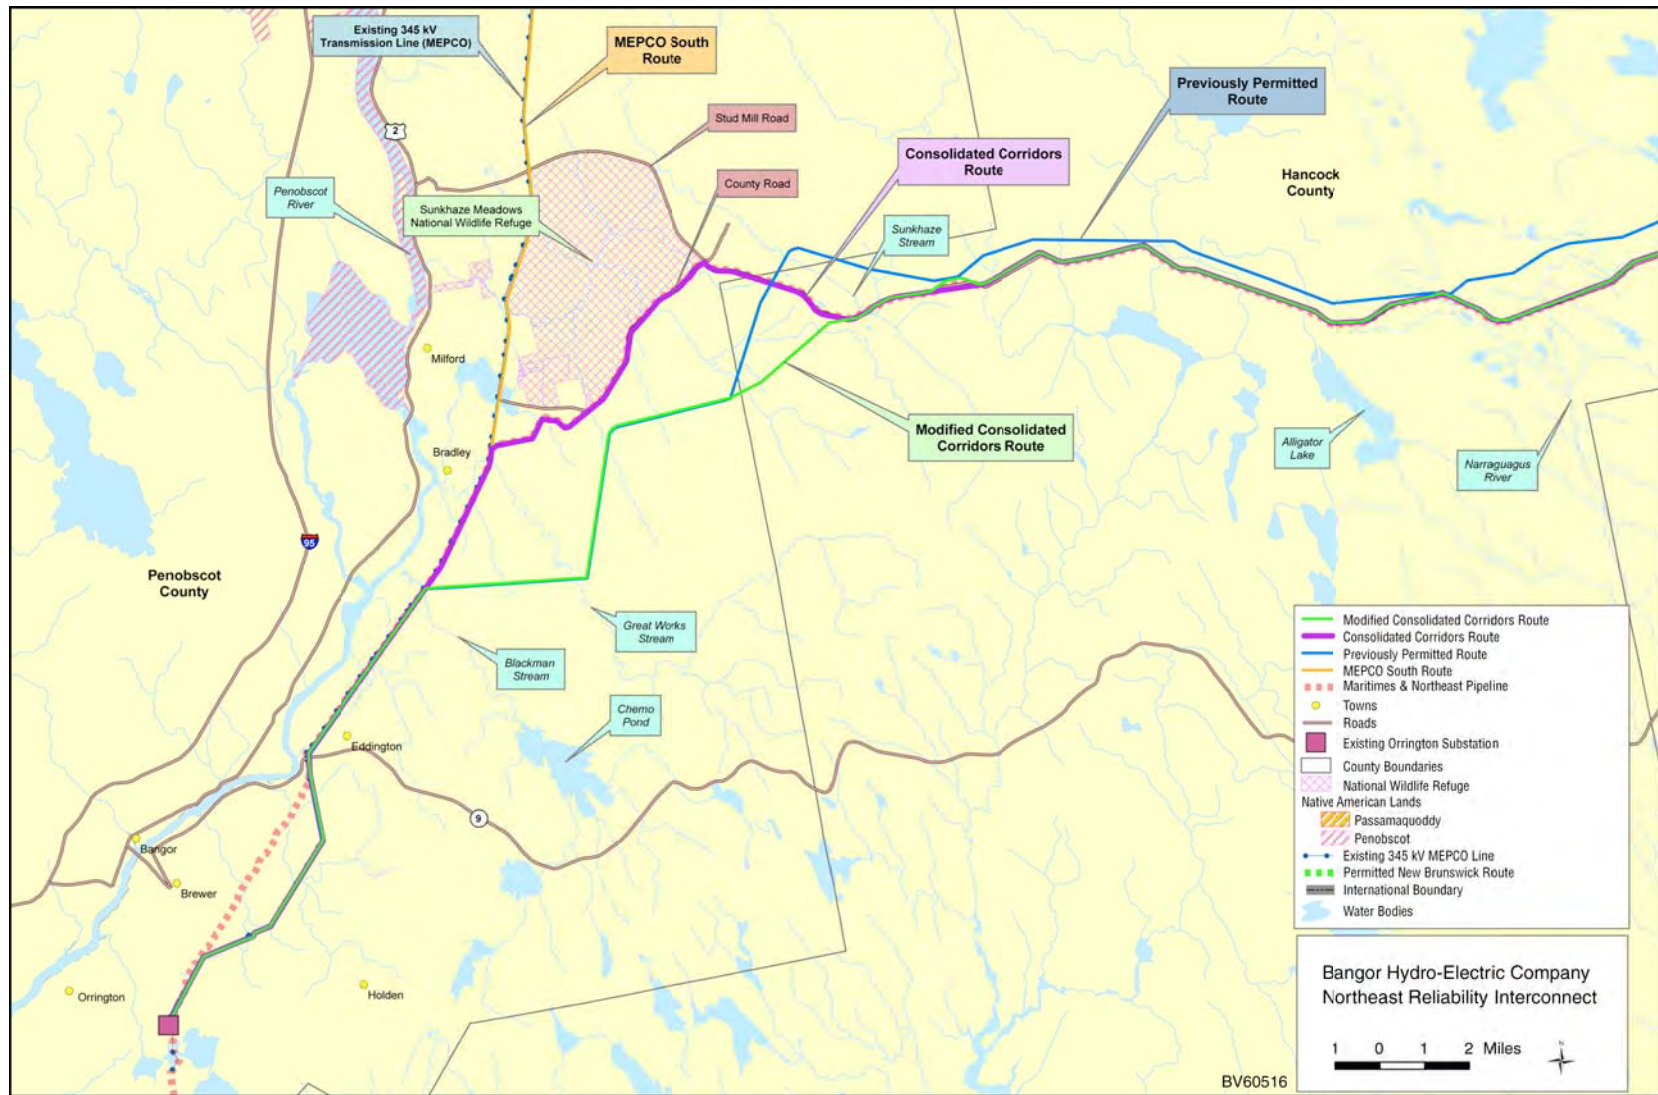 Existing 345 kV
Transmission Line (MEPCO)
MEPCO South
Route
Previously Permitted
Route
Stud Mill Road
2
Consolidated Corridors
Route
Hancock
County
County Road
Penobscot
River
Sunkhaze Meadows
National Wildlife Refuge
Sunkhaze
Stream
Milford
Modified Consolidated
Corridors Route
Alligator
Lake
Narraguagus
River
Bradley
95
Penobscot
County
Great Works
Stream
Blackman
Stream
Chemo
Pond
Eddington
9
Bangor
Brewer
Orrington
Holden
Modified Consolidated Corridors Route
Consolidated Corridors Route
Previously Permitted Route
MEPCO South Route
Maritimes & Northeast Pipeline
Towns
Roads
Existing Orrington Substation
County Boundaries
National Wildlife Refuge
Native American Lands
Passamaquoddy
Penobscot
Existing 345 kV MEPCO Line
Permitted New Brunswick Route
International Boundary
Water Bodies
Bangor Hydro-Electric Company
Northeast Reliability Interconnect
1 0 1 2 Miles
N
BV60516